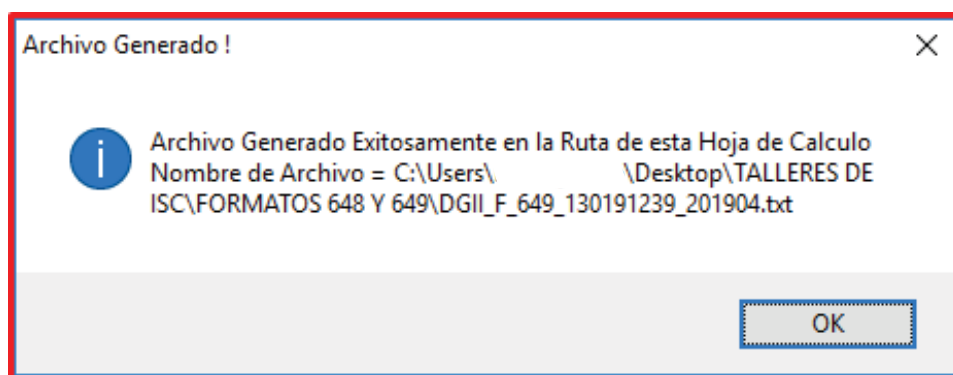 Archivo Generado !
Archivo Generado Exitosamente en la Ruta de esta Hoja de Calculo
Nombre de Archivo = C:\Users\ \Desktop\TALLERES DE
ISC\FORMATOS 648 Y 649\DGII_F_649_130191239_201904.txt
OK